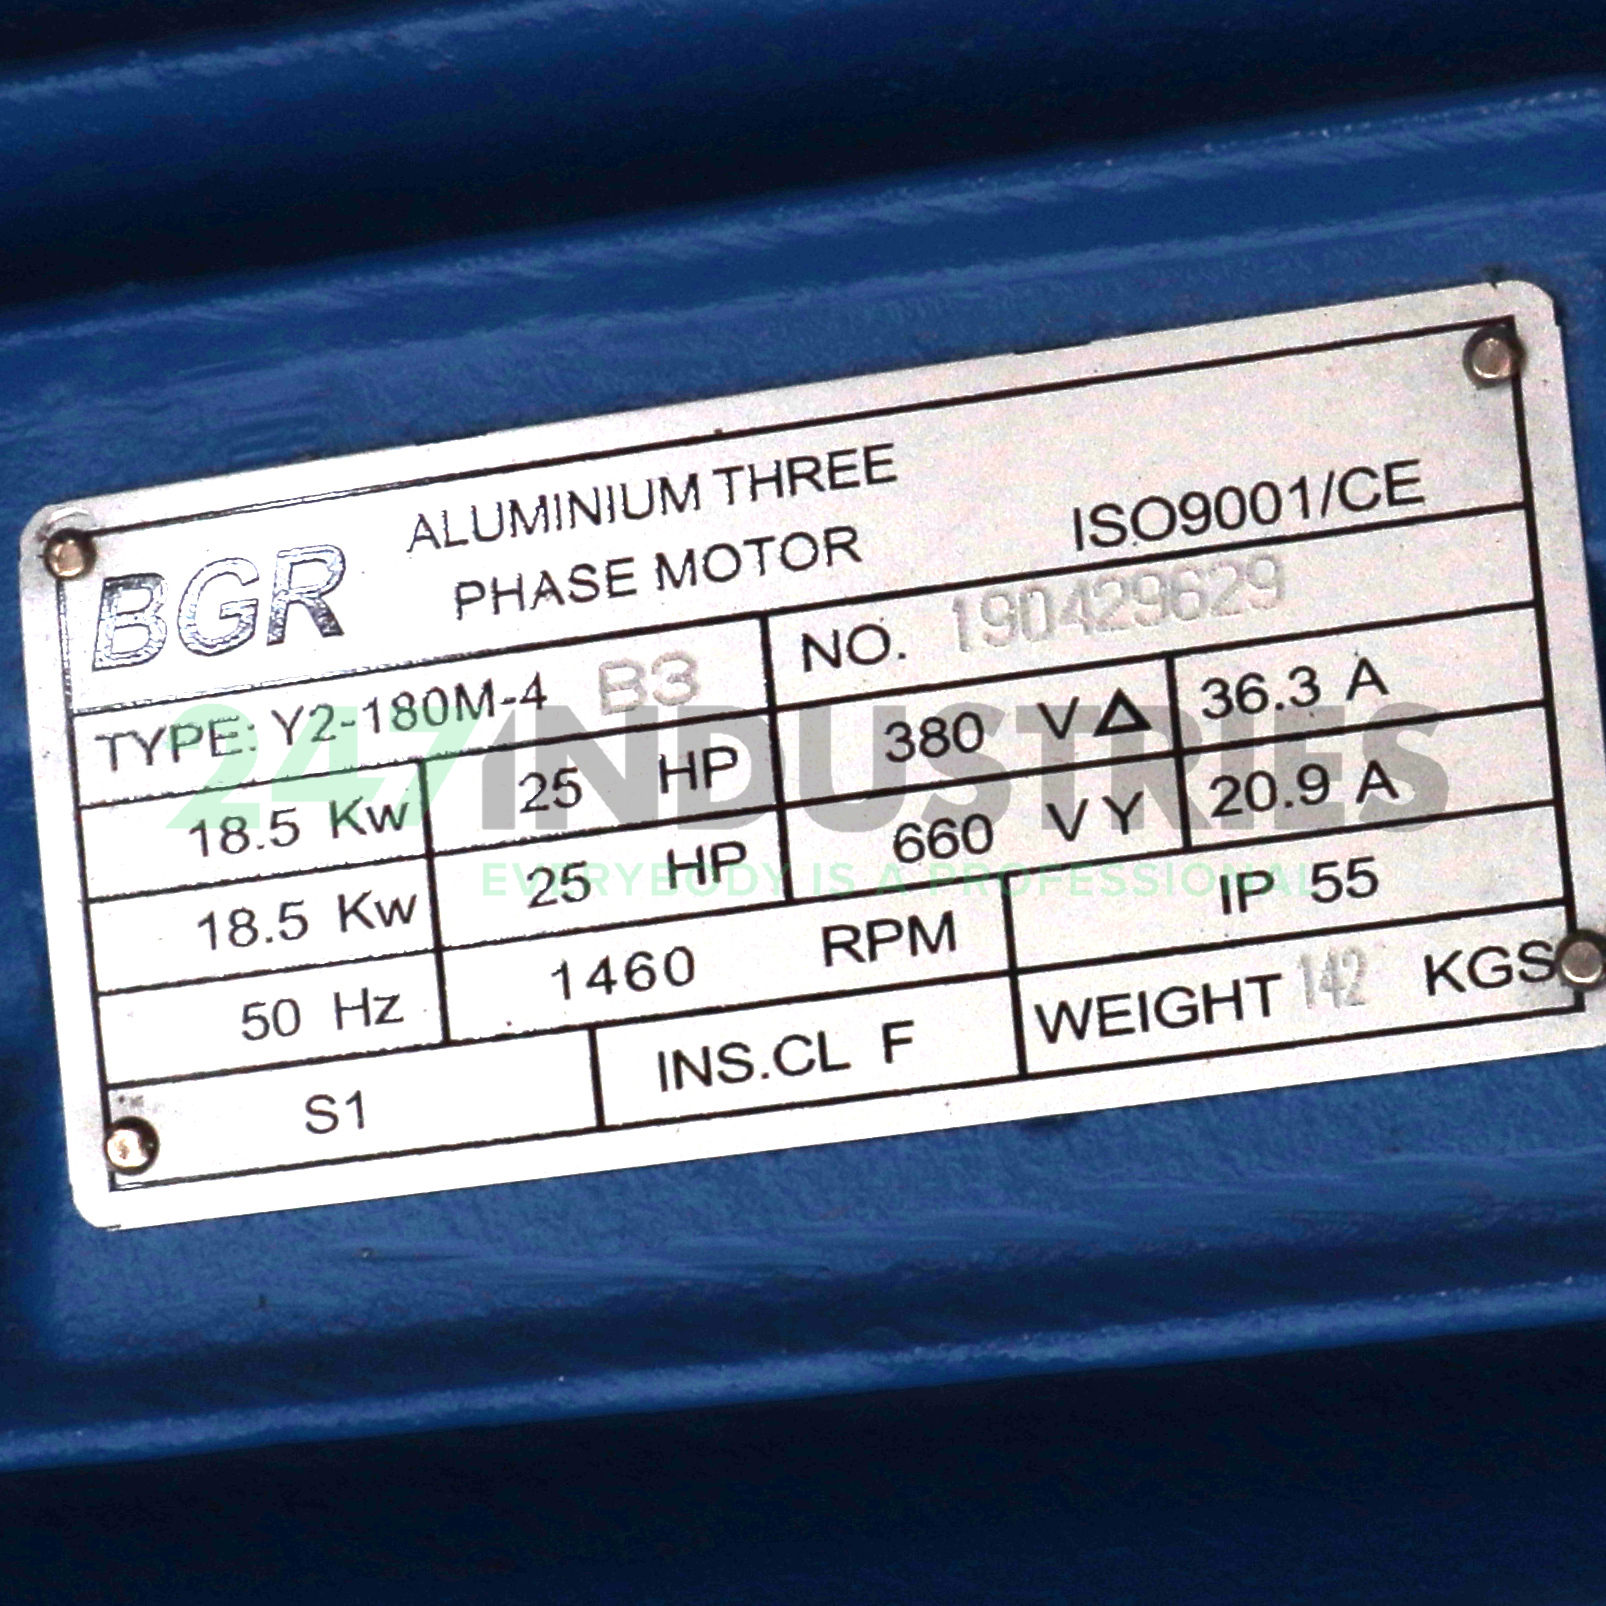 BGR
ALUMINIUM THREE
PHASE MOTOR
ISO9001/CE
TYPE: Y2-180M-4 B3
NO. 190429629
18.5 Kw 25 HP 380 V Δ 36.3 A
18.5 Kw 25 HP 660 V Y 20.9 A
50 Hz 1460 RPM IP 55
S1 INS.CL F WEIGHT 142 KGS
247INDUSTRIES
EVERYBODY IS A PROFESSIONAL